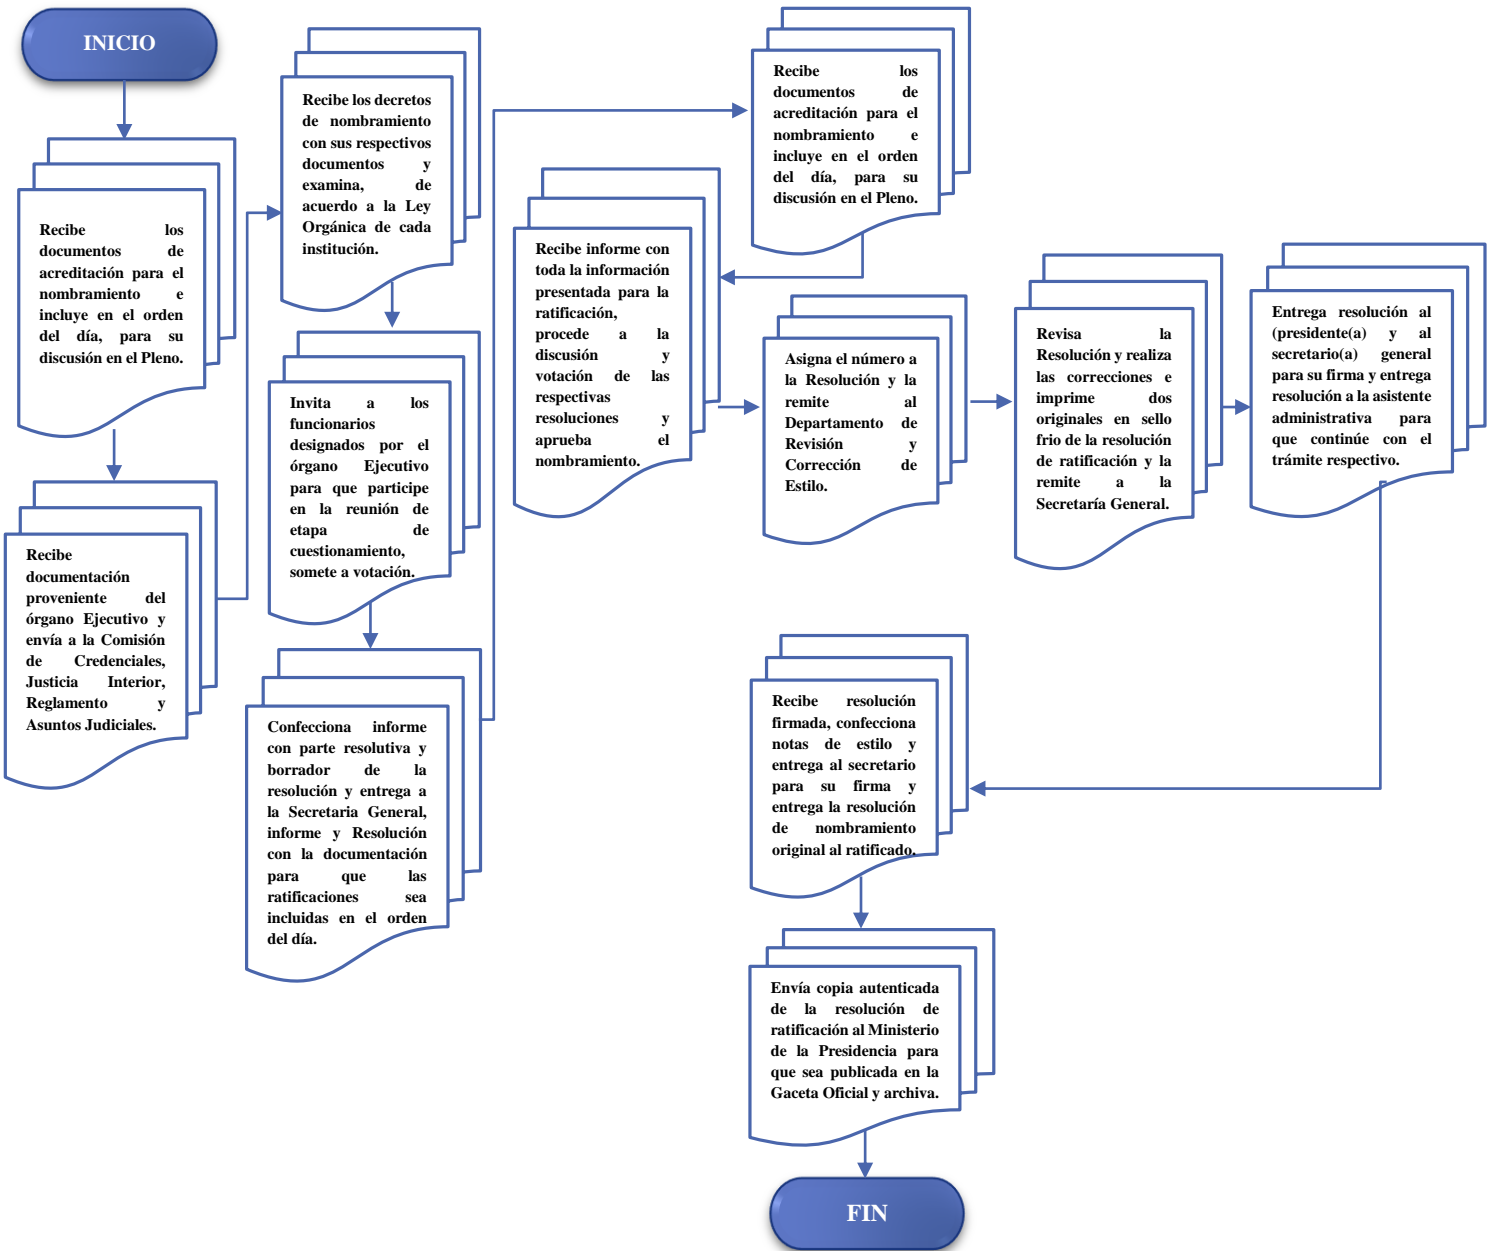 INICIO
Recibe los
documentos de
acreditación para el
nombramiento e
incluye en el orden
del día, para su
discusión en el Pleno.
Recibe
documentación
proveniente del
órgano Ejecutivo y
envía a la Comisión
de Credenciales,
Justicia Interior,
Reglamento y
Asuntos Judiciales.
Recibe los decretos
de nombramiento
con sus respectivos
documentos y
examina, de
acuerdo a la Ley
Orgánica de cada
institución.
Invita a los
funcionarios
designados por el
órgano Ejecutivo
para que participe
en la reunión de
etapa de
cuestionamiento,
somete a votación.
Confecciona informe
con parte resolutiva y
borrador de la
resolución y entrega a
la Secretaria General,
informe y Resolución
con la documentación
para que las
ratificaciones sea
incluidas en el orden
del día.
Recibe los
documentos de
acreditación para el
nombramiento e
incluye en el orden
del día, para su
discusión en el Pleno.
Recibe informe con
toda la información
presentada para la
ratificación,
procede a la
discusión y
votación de las
respectivas
resoluciones y
aprueba el
nombramiento.
Asigna el número a
la Resolución y la
remite al
Departamento de
Revisión y
Corrección de
Estilo.
Revisa la
Resolución y realiza
las correcciones e
imprime dos
originales en sello
frio de la resolución
de ratificación y la
remite a la
Secretaría General.
Entrega resolución al
(presidente(a) y al
secretario(a) general
para su firma y entrega
resolución a la asistente
administrativa para
que continúe con el
trámite respectivo.
Recibe resolución
firmada, confecciona
notas de estilo y
entrega al secretario
para su firma y
entrega la resolución
de nombramiento
original al ratificado.
Envía copia autenticada
de la resolución de
ratificación al Ministerio
de la Presidencia para
que sea publicada en la
Gaceta Oficial y archiva.
FIN